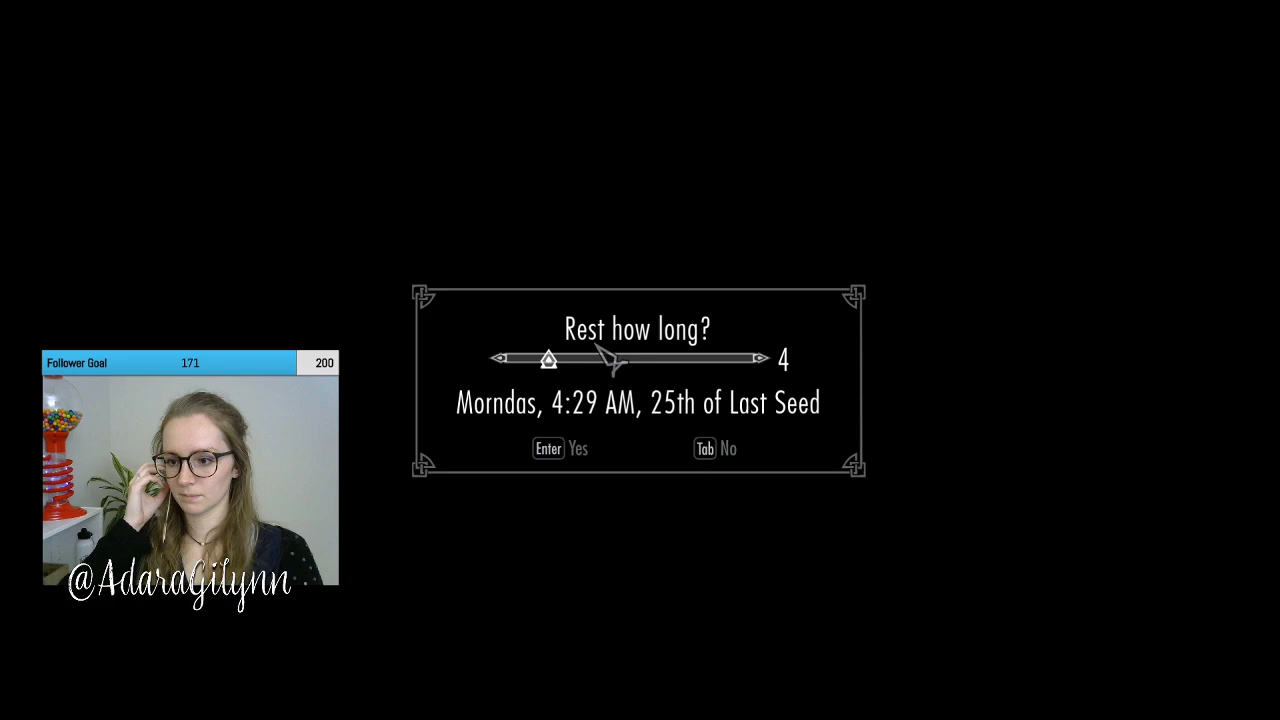 Rest how long?
4
Morndas, 4:29 AM, 25th of Last Seed
Enter Yes Tab No
Follower Goal 171 200
@AdaraGilynn